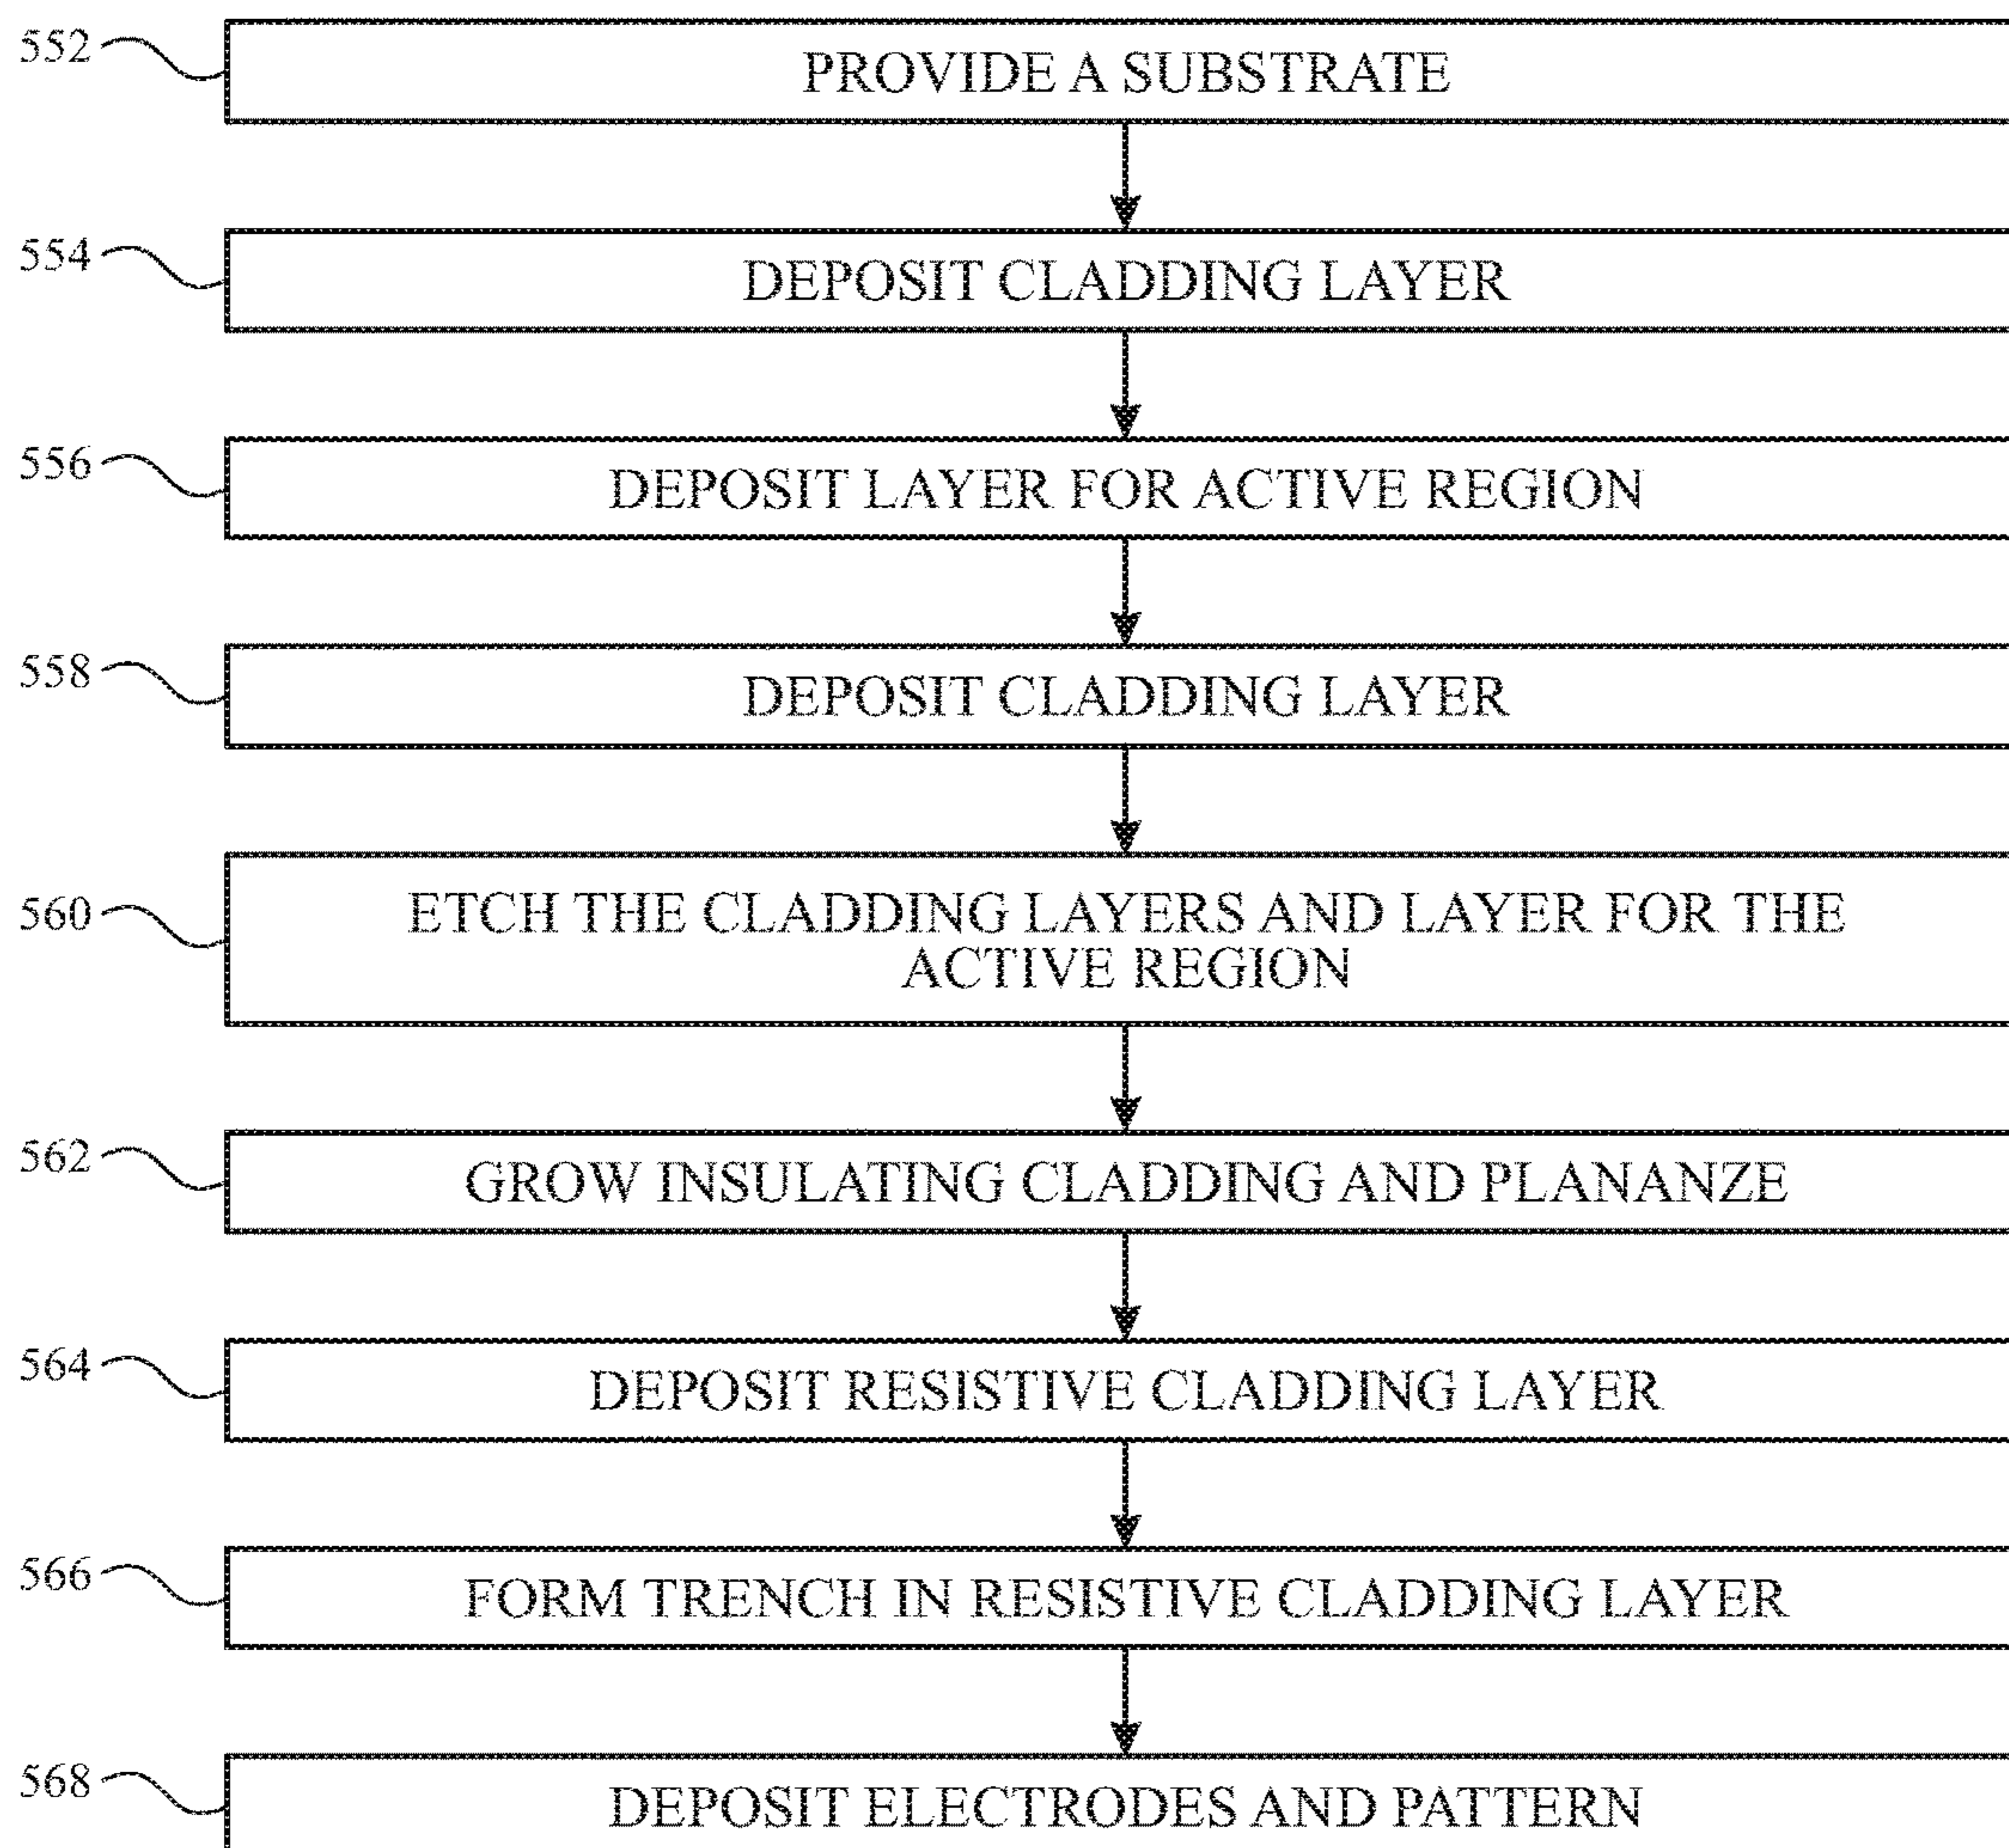 552
PROVIDE A SUBSTRATE
554
DEPOSIT CLADDING LAYER
556
DEPOSIT LAYER FOR ACTIVE REGION
558
DEPOSIT CLADDING LAYER
560
ETCH THE CLADDING LAYERS AND LAYER FOR THE
ACTIVE REGION
562
GROW INSULATING CLADDING AND PLANANZE
564
DEPOSIT RESISTIVE CLADDING LAYER
566
FORM TRENCH IN RESISTIVE CLADDING LAYER
568
DEPOSIT ELECTRODES AND PATTERN